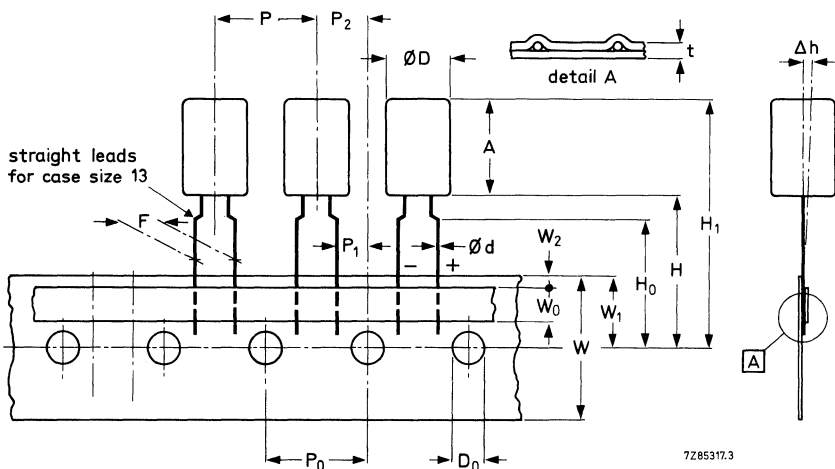 P
P2
ØD
t
detail A
Δh
straight leads
for case size 13
A
F
P1
Ød
- +
W2
W0
W1
W
H0
H
H1
A
P0
D0
7Z85317.3